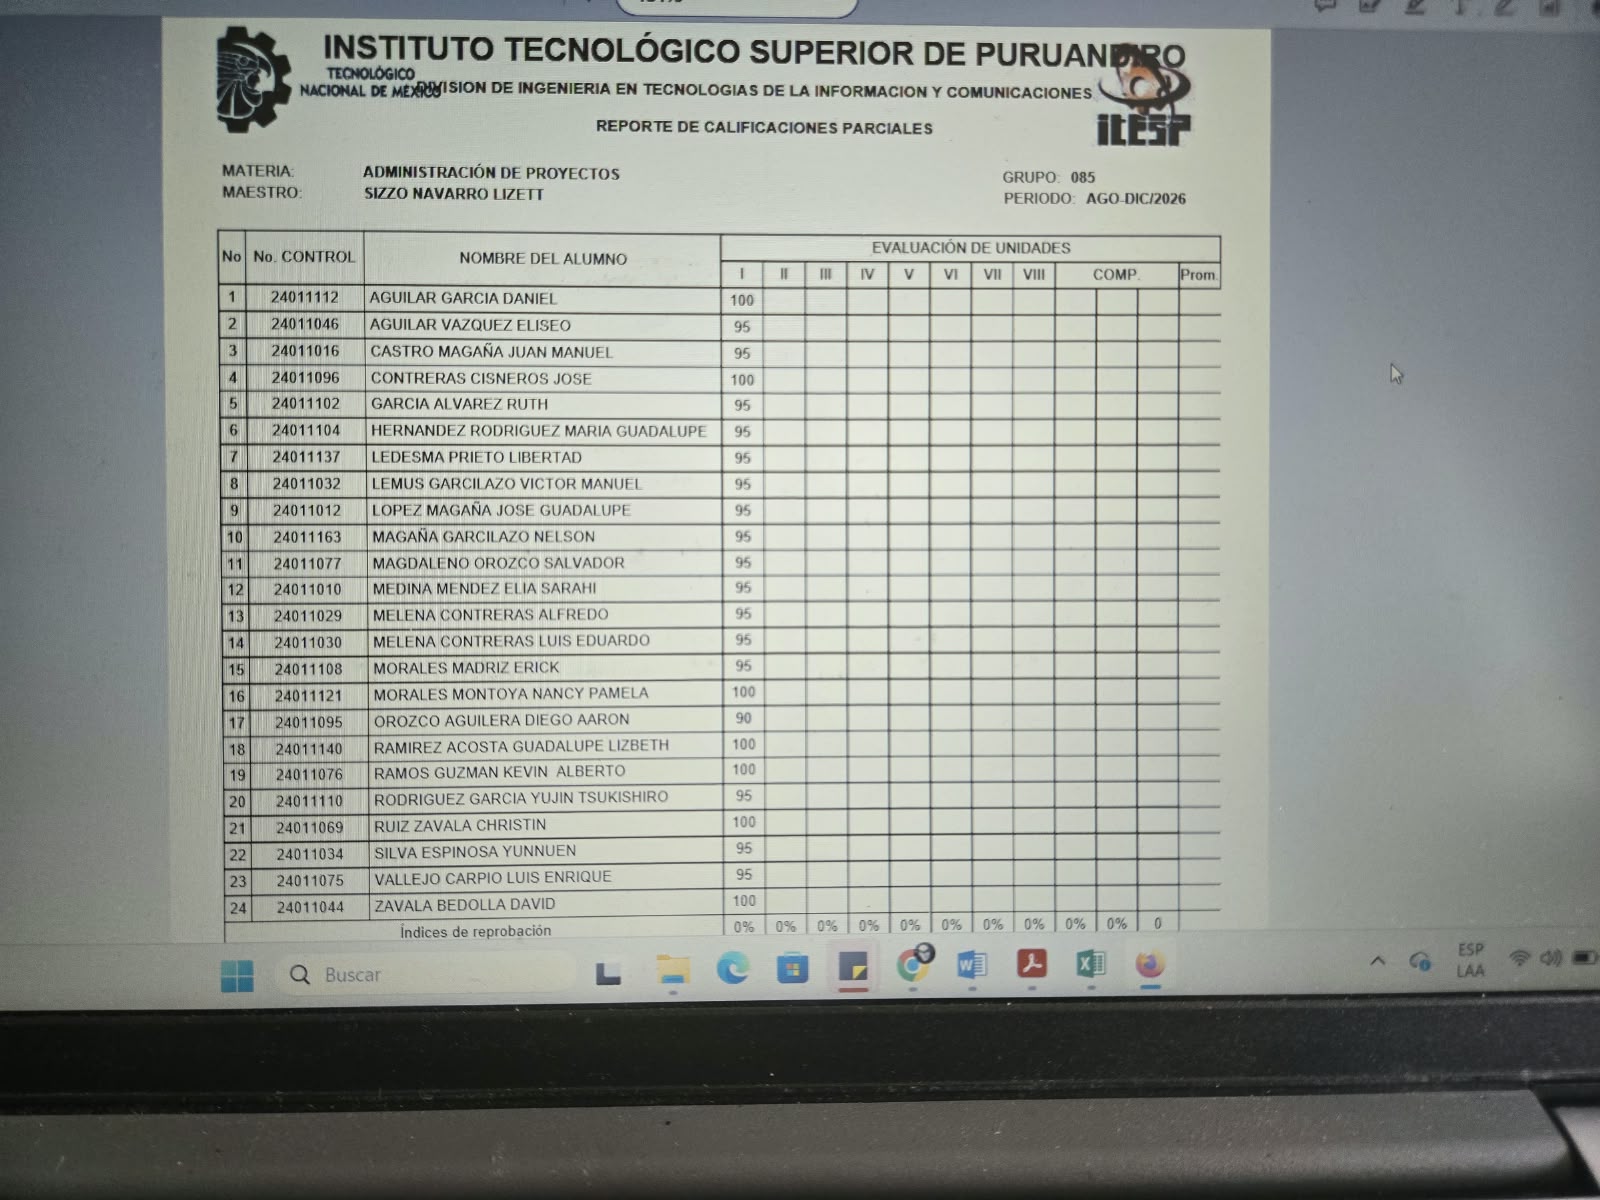 INSTITUTO TECNOLÓGICO SUPERIOR DE PURUANDIRO
TECNOLÓGICO
NACIONAL DE MÉXICO
DIVISION DE INGENIERIA EN TECNOLOGIAS DE LA INFORMACION Y COMUNICACIONES
REPORTE DE CALIFICACIONES PARCIALES
iTESP
MATERIA: ADMINISTRACIÓN DE PROYECTOS GRUPO: 085
MAESTRO: SIZZO NAVARRO LIZETT PERIODO: AGO-DIC/2026
No No. CONTROL NOMBRE DEL ALUMNO EVALUACIÓN DE UNIDADES
I II III IV V VI VII VIII COMP. Prom.
1 24011112 AGUILAR GARCIA DANIEL 100
2 24011046 AGUILAR VAZQUEZ ELISEO 95
3 24011016 CASTRO MAGAÑA JUAN MANUEL 95
4 24011096 CONTRERAS CISNEROS JOSE 100
5 24011102 GARCIA ALVAREZ RUTH 95
6 24011104 HERNANDEZ RODRIGUEZ MARIA GUADALUPE 95
7 24011137 LEDESMA PRIETO LIBERTAD 95
8 24011032 LEMUS GARCILAZO VICTOR MANUEL 95
9 24011012 LOPEZ MAGAÑA JOSE GUADALUPE 95
10 24011163 MAGAÑA GARCILAZO NELSON 95
11 24011077 MAGDALENO OROZCO SALVADOR 95
12 24011010 MEDINA MENDEZ ELIA SARAHI 95
13 24011029 MELENA CONTRERAS ALFREDO 95
14 24011030 MELENA CONTRERAS LUIS EDUARDO 95
15 24011108 MORALES MADRIZ ERICK 95
16 24011121 MORALES MONTOYA NANCY PAMELA 100
17 24011095 OROZCO AGUILERA DIEGO AARON 90
18 24011140 RAMIREZ ACOSTA GUADALUPE LIZBETH 100
19 24011076 RAMOS GUZMAN KEVIN ALBERTO 100
20 24011110 RODRIGUEZ GARCIA YUJIN TSUKISHIRO 95
21 24011069 RUIZ ZAVALA CHRISTIN 100
22 24011034 SILVA ESPINOSA YUNNUEN 95
23 24011075 VALLEJO CARPIO LUIS ENRIQUE 95
24 24011044 ZAVALA BEDOLLA DAVID 100
Índices de reprobación 0% 0% 0% 0% 0% 0% 0% 0% 0% 0% 0
Buscar
ESP
LAA